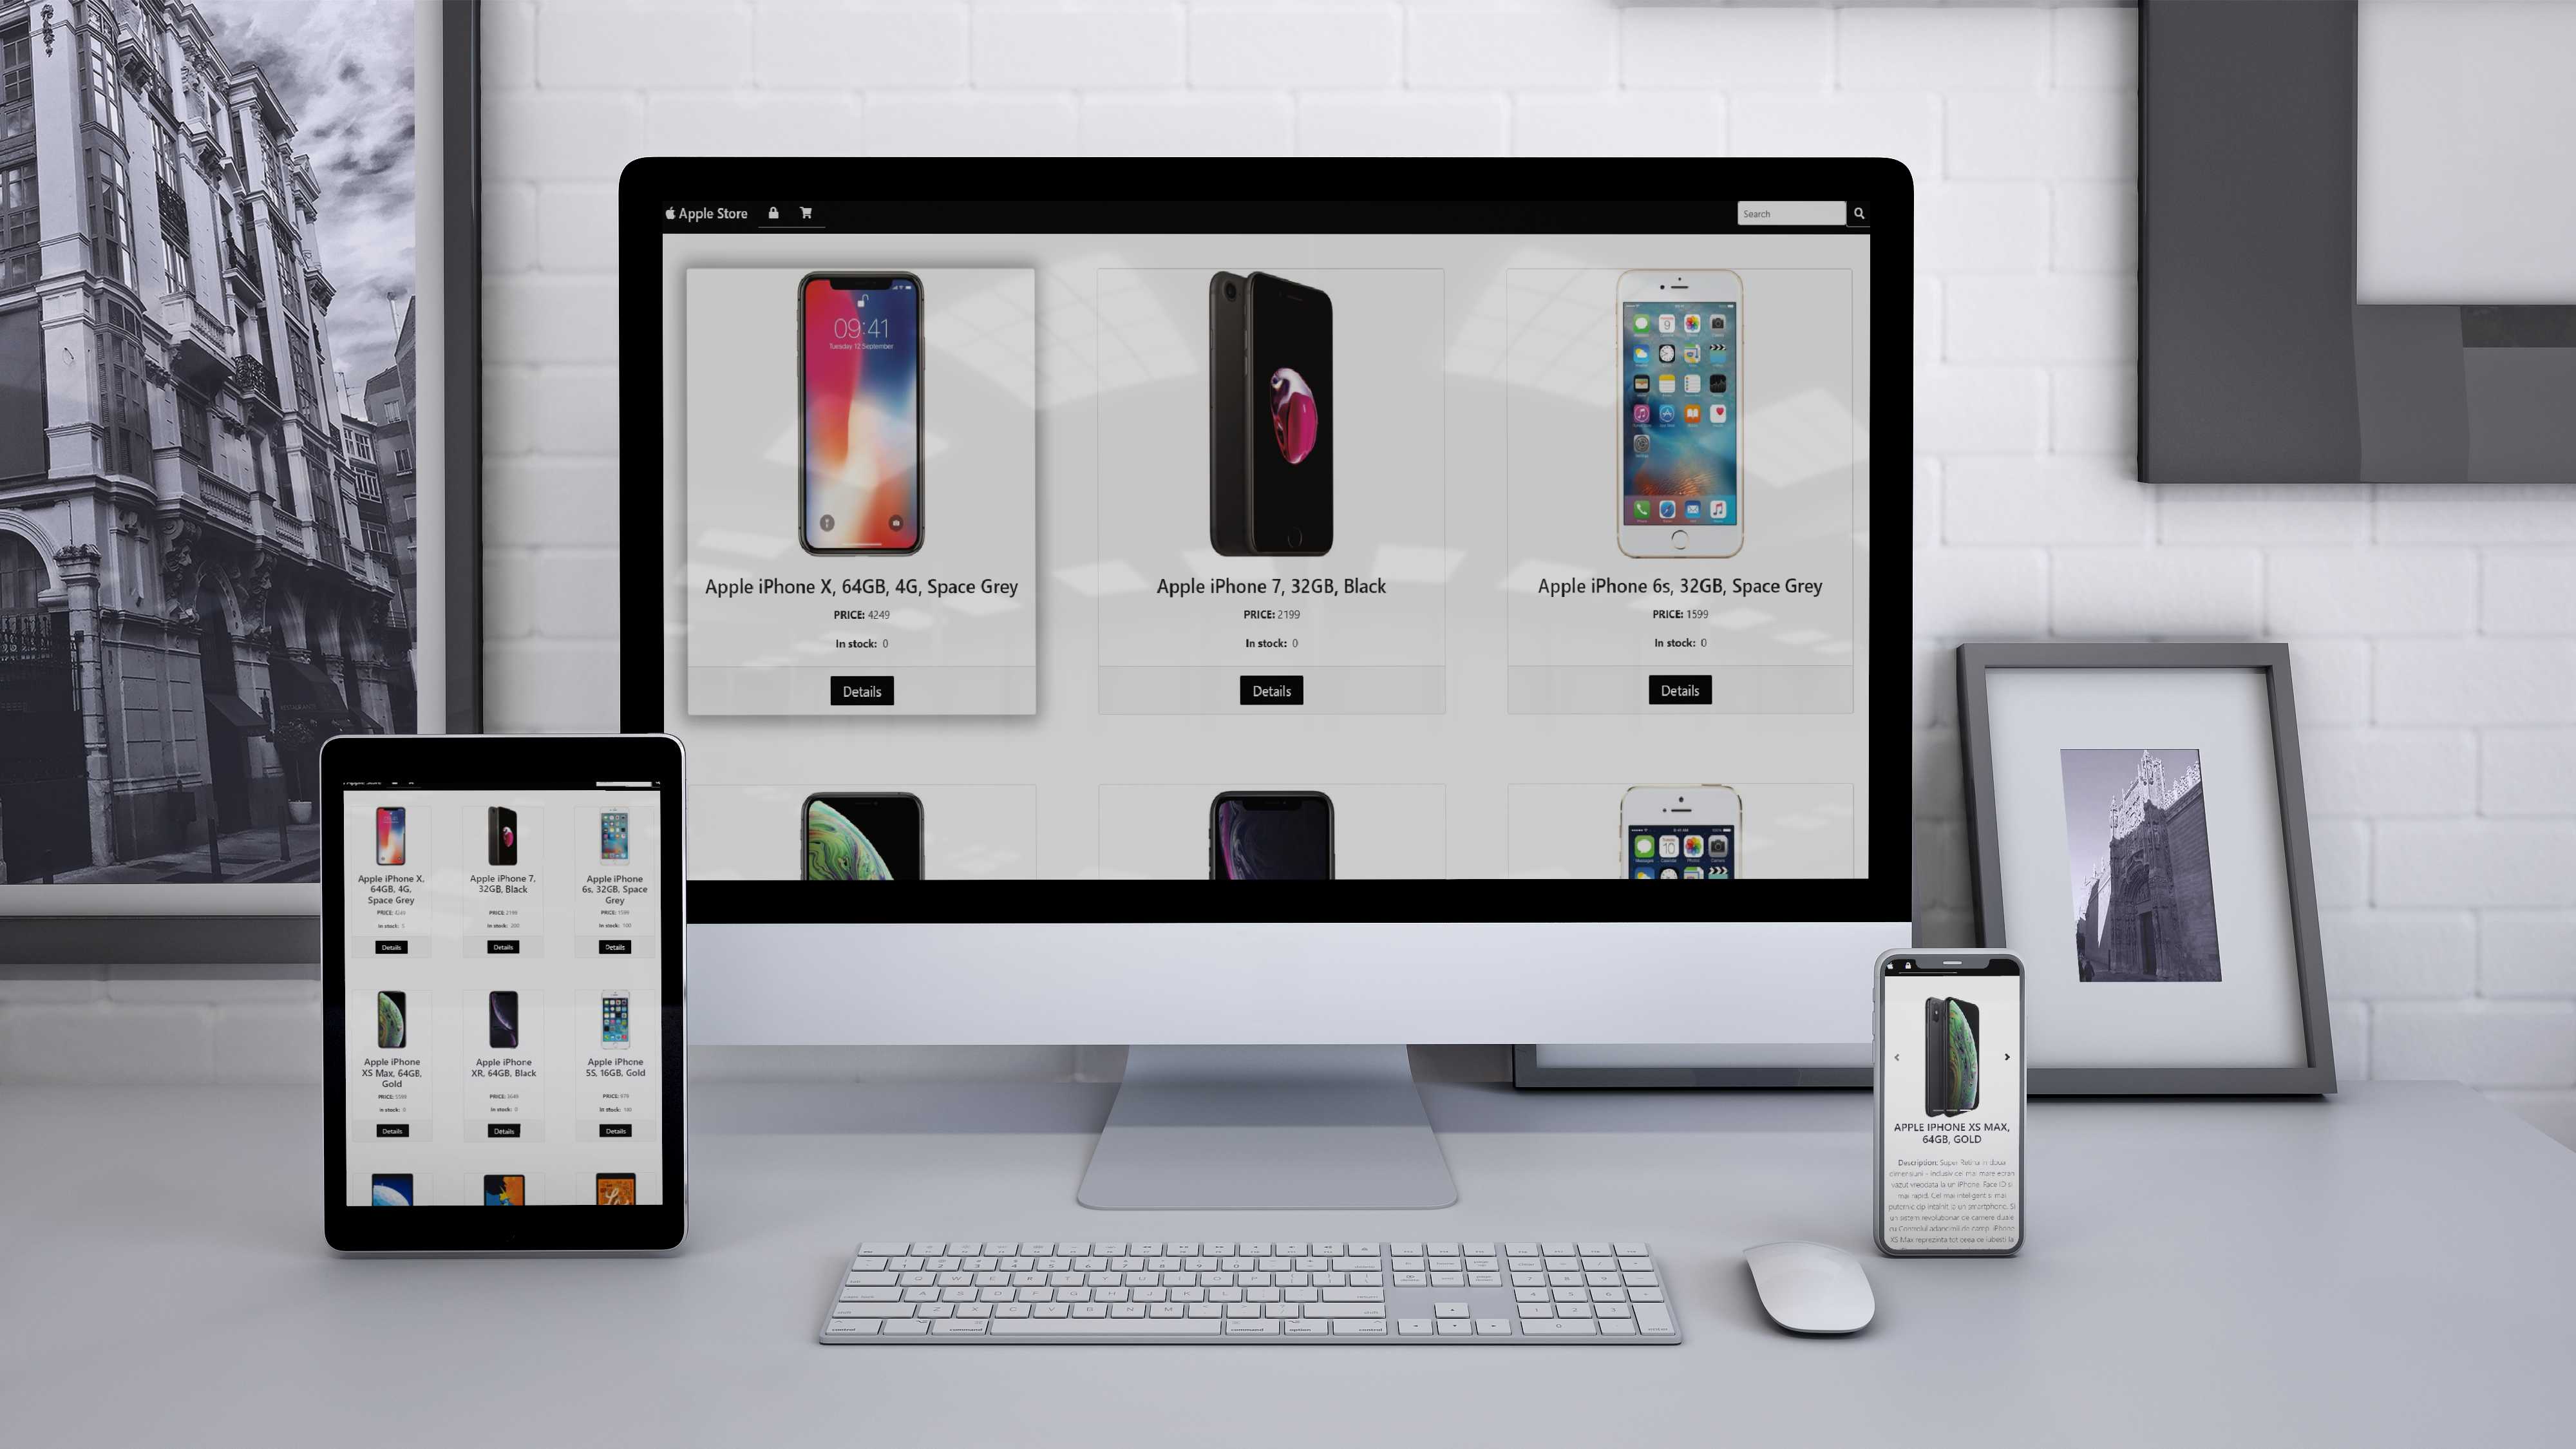 Apple Store
Search
09:41
Tuesday 12 September
Apple iPhone X, 64GB, 4G, Space Grey
PRICE: 4249
In stock: 0
Details
Apple iPhone 7, 32GB, Black
PRICE: 2199
In stock: 0
Details
Apple iPhone 6s, 32GB, Space Grey
PRICE: 1599
In stock: 0
Details
Apple iPhone X,
64GB, 4G,
Space Grey
PRICE: 4249
In stock:
Details
Apple iPhone 7,
32GB, Black
PRICE: 2199
In stock: 200
Details
Apple iPhone
6s, 32GB, Space
Grey
PRICE: 1599
In stock: 100
Details
Apple iPhone
XS Max, 64GB,
Gold
PRICE:
In stock: 0
Details
Apple iPhone
XR, 64GB, Black
PRICE:
In stock: 0
Details
Apple iPhone
5S, 16GB, Gold
PRICE:
In stock:
Details
APPLE IPHONE XS MAX,
64GB, GOLD
Description: Super Retina in doua
dimensiuni - inclusiv cel mai mare ecran
vazut vreodata la un iPhone. Face ID si
mai rapid. Cel mai inteligent si mai
puternic cip intalnit la un smartphone. Si
un sistem revolutionar de camere duale
cu Controlul adancimii de camp. iPhone
XS Max reprezinta tot ceea ce iubesti la
control
command
command
option
control